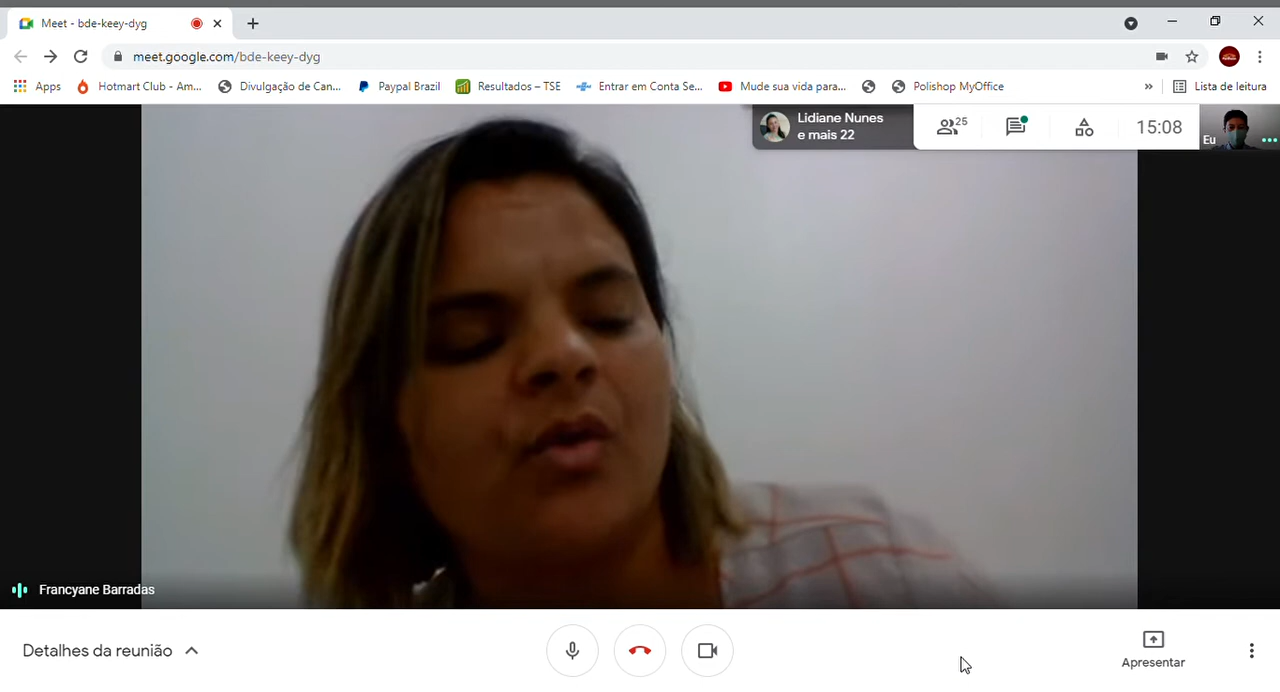 Meet - bde-keey-dyg
meet.google.com/bde-keey-dyg
Apps
Hotmart Club - Am...
Divulgação de Can...
Paypal Brazil
Resultados – TSE
Entrar em Conta Se...
Mude sua vida para...
Polishop MyOffice
»
Lista de leitura
Lidiane Nunes
e mais 22
25
15:08
Eu
Francyane Barradas
Detalhes da reunião
Apresentar